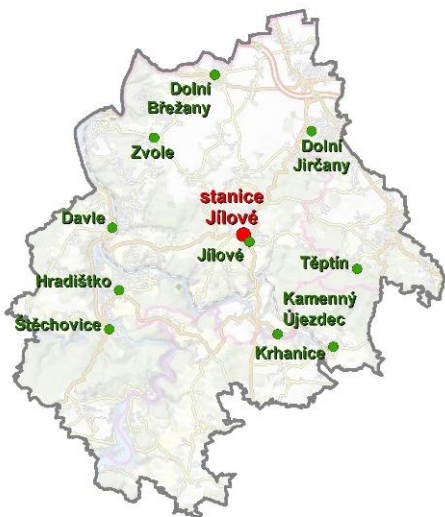 Dolní
Břežany
Zvole
Dolní
Jirčany
stanice
Jílové
Davle
Jílové
Těptín
Hradištko
Kamenný
Újezdec
Štěchovice
Krhanice